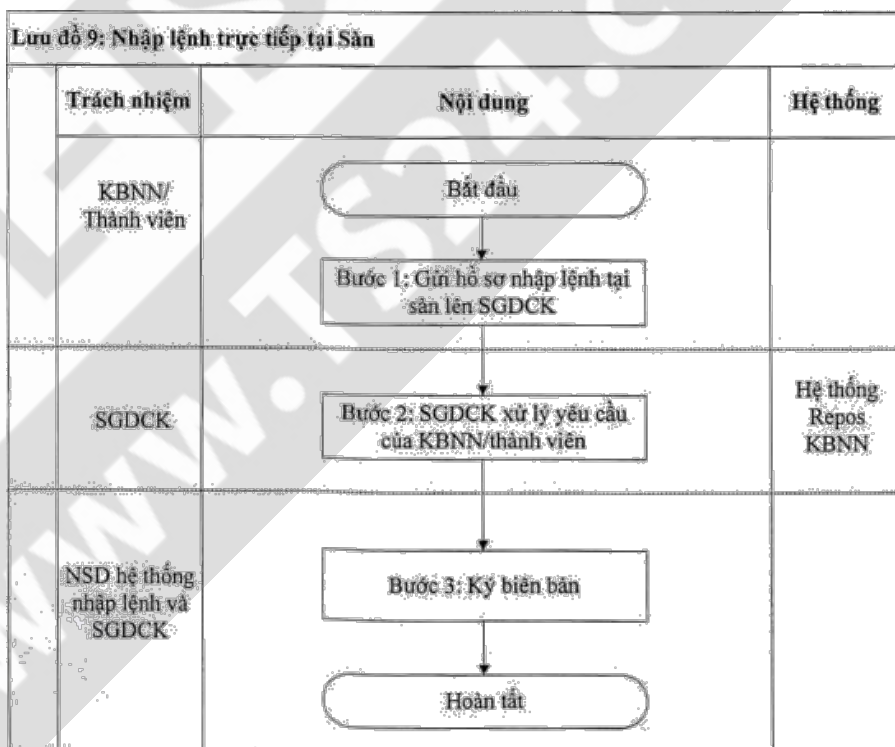 Lưu đồ 9: Nhập lệnh trực tiếp tại Sàn
Trách nhiệm
Nội dung
Hệ thống
KBNN/
Thành viên
Bắt đầu
Bước 1: Gửi hồ sơ nhập lệnh tại
sàn lên SGDCK
SGDCK
Bước 2: SGDCK xử lý yêu cầu
của KBNN/thành viên
Hệ thống
Repos
KBNN
NSD hệ thống
nhập lệnh và
SGDCK
Bước 3: Ký biên bản
Hoàn tất
www.TS24.c